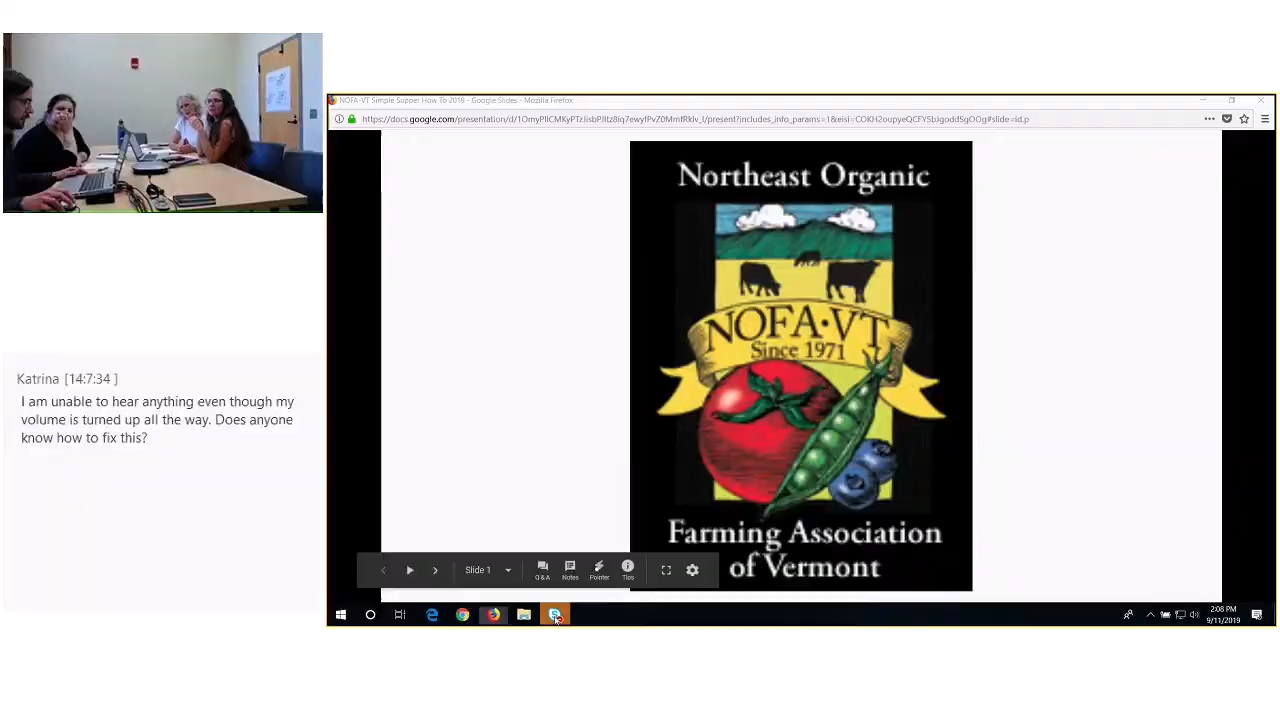 Katrina [14:7:34 ]
I am unable to hear anything even though my
volume is turned up all the way. Does anyone
know how to fix this?
NOFA-VT Simple Supper How To 2019 - Google Slides - Mozilla Firefox
Northeast Organic
NOFA·VT
Since 1971
Farming Association
of Vermont
Slide 1
Q & A
Notes
Pointer
Tips
2:08 PM
9/11/2019